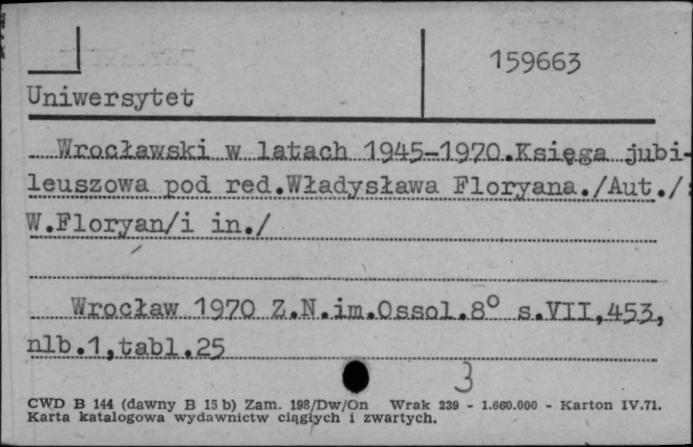 159663
Uniwersytet
Wrocławski w latach 1945-1970.Księga jubi-
leuszowa pod red.Władysława Floryana./Aut./:
W.Floryan/i in./
Wrocław 1970 Z.N.im.Ossol.8° s.VII,453,
nlb.1,tabl.25
3
CWD B 144 (dawny B 15 b) Zam. 198/Dw/On Wrak 239 - 1.660.000 - Karton IV.71.
Karta katalogowa wydawnictw ciągłych i zwartych.